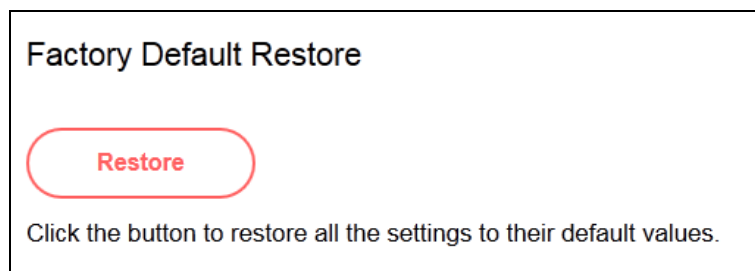 Factory Default Restore
Restore
Click the button to restore all the settings to their default values.